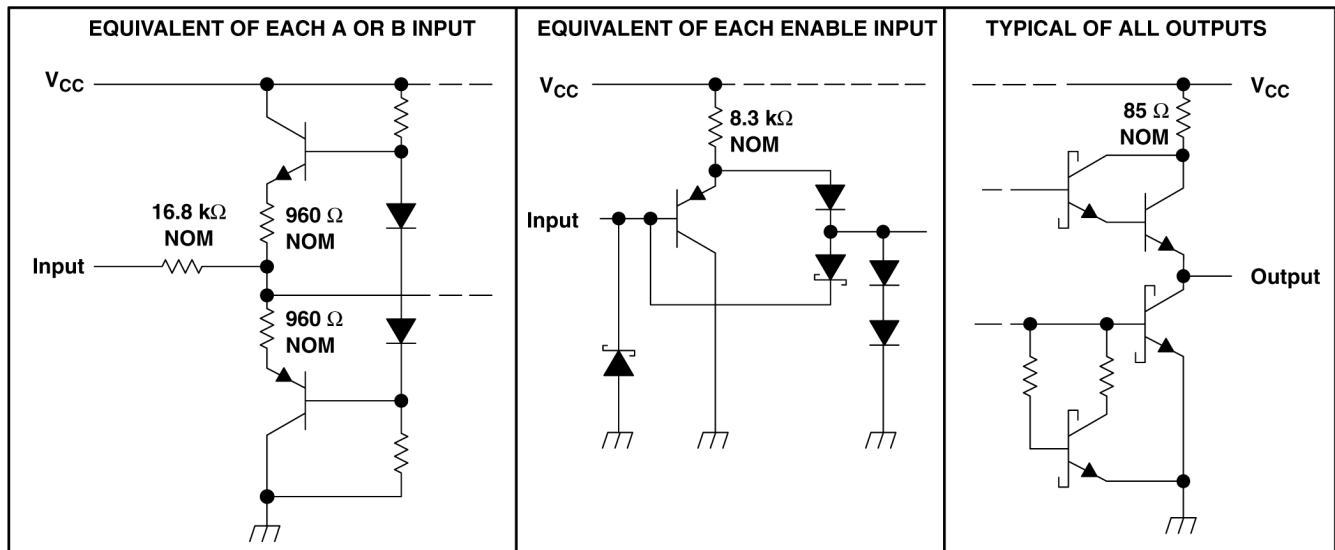 EQUIVALENT OF EACH A OR B INPUT
VCC
16.8 kΩ
NOM
960 Ω
NOM
Input
960 Ω
NOM
EQUIVALENT OF EACH ENABLE INPUT
VCC
8.3 kΩ
NOM
Input
TYPICAL OF ALL OUTPUTS
VCC
85 Ω
NOM
Output